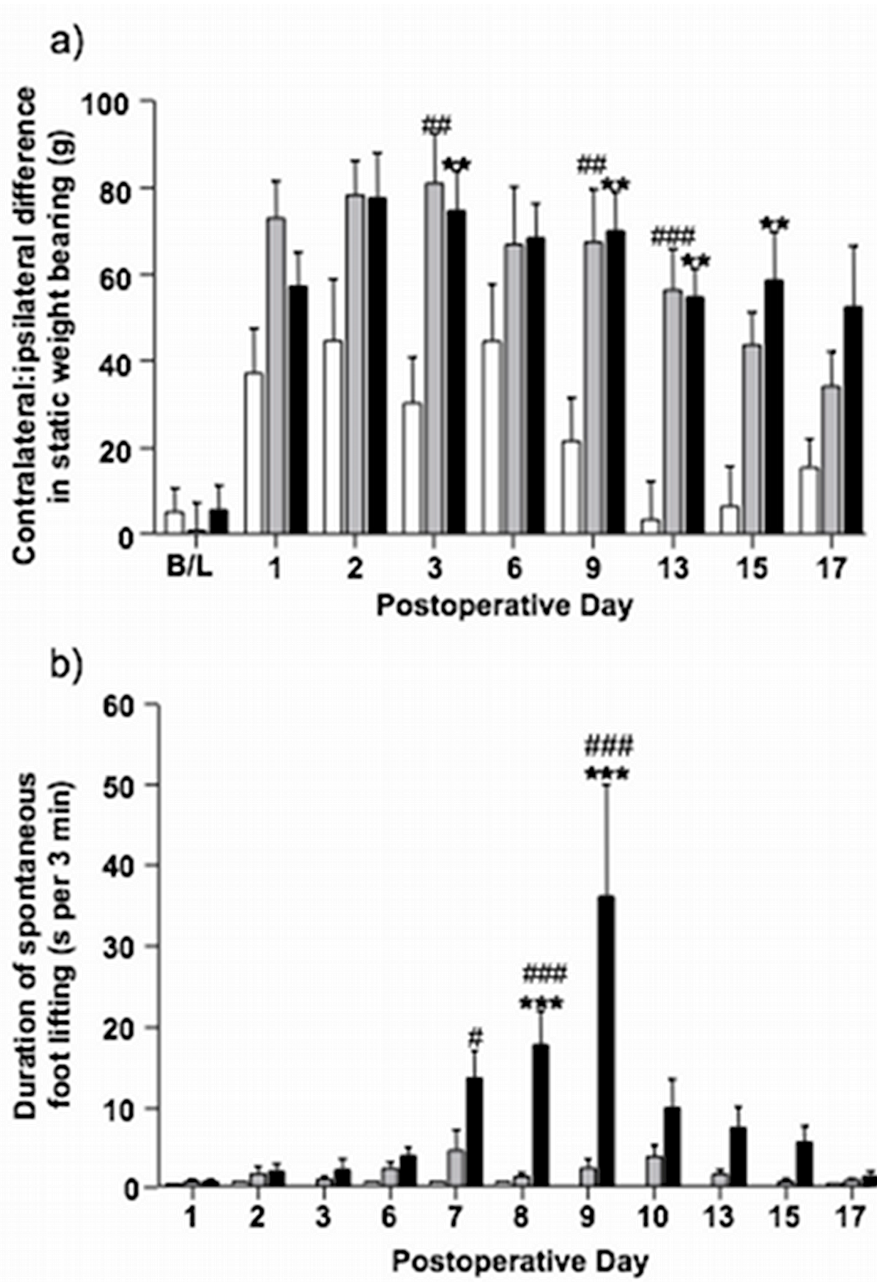 a)
Contralateral:ipsilateral difference
in static weight bearing (g)
100
80
60
40
20
0
##
**
##
**
###
**
**
B/L 1 2 3 6 9 13 15 17
Postoperative Day
b)
Duration of spontaneous
foot lifting (s per 3 min)
60
50
40
30
20
10
0
###
***
###
***
#
1 2 3 6 7 8 9 10 13 15 17
Postoperative Day